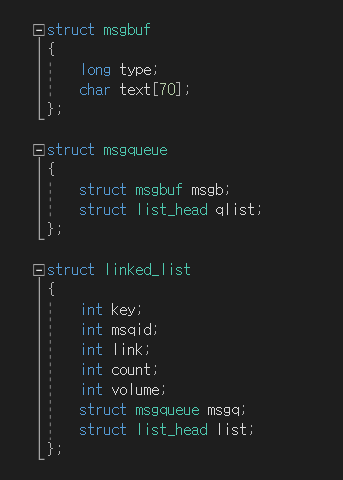 struct msgbuf
{
long type;
char text[70];
};
struct msgqueue
{
struct msgbuf msgb;
struct list_head qlist;
};
struct linked_list
{
int key;
int msqid;
int link;
int count;
int volume;
struct msgqueue msgq;
struct list_head list;
};